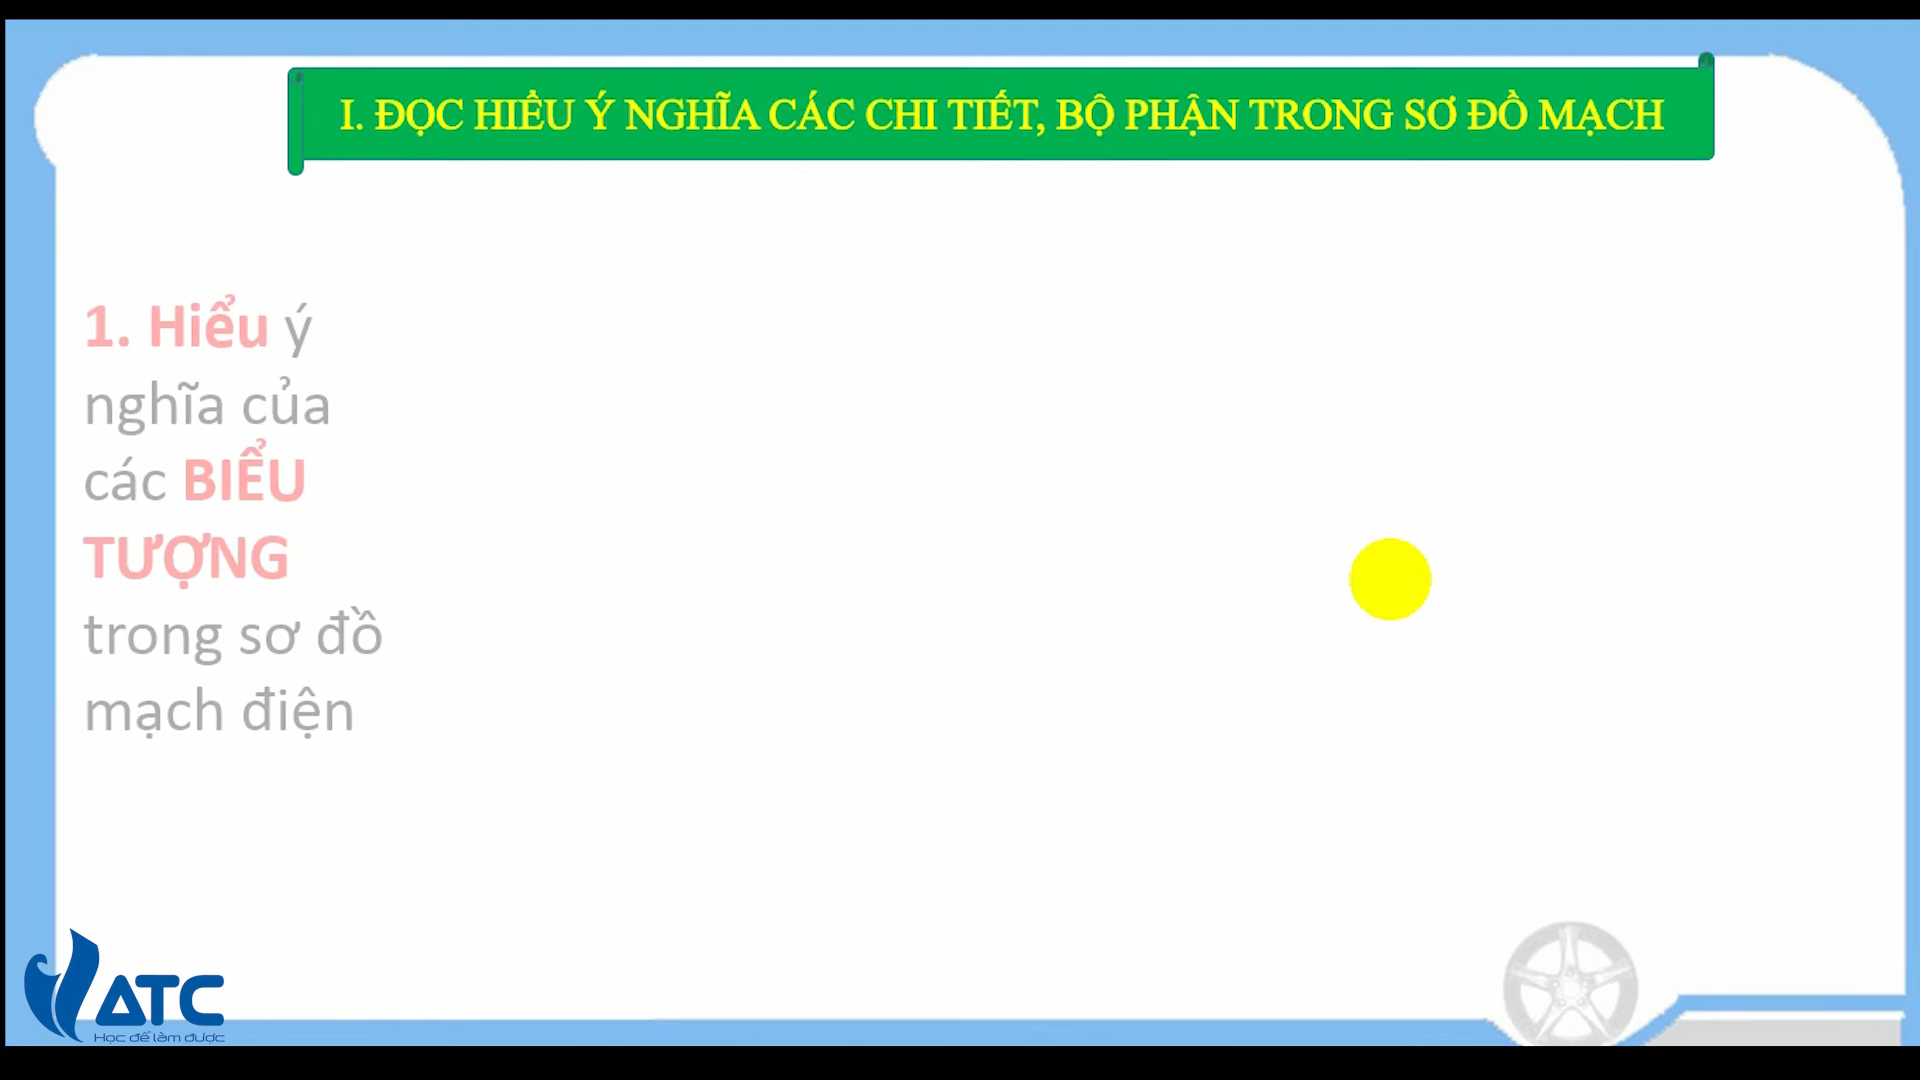 I. ĐỌC HIỂU Ý NGHĨA CÁC CHI TIẾT, BỘ PHẬN TRONG SƠ ĐỒ MẠCH
1. Hiểu ý
nghĩa của
các BIỂU
TƯỢNG
trong sơ đồ
mạch điện
VATC
Học để làm được